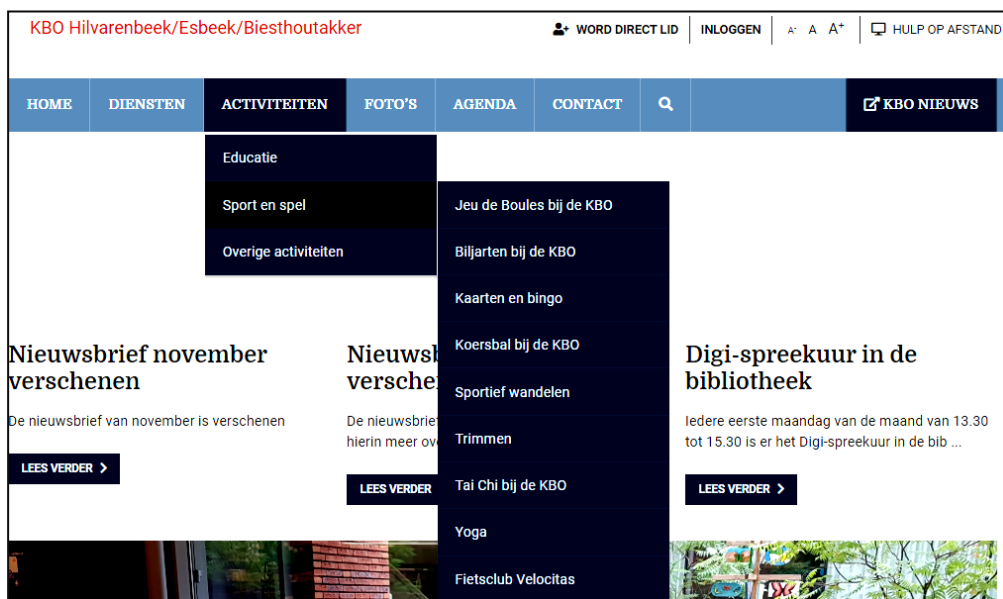 KBO Hilvarenbeek/Esbeek/Biesthoutakker
WORD DIRECT LID
INLOGGEN
A- A A+
HULP OP AFSTAND
HOME
DIENSTEN
ACTIVITEITEN
FOTO'S
AGENDA
CONTACT
KBO NIEUWS
Educatie
Sport en spel
Overige activiteiten
Jeu de Boules bij de KBO
Biljarten bij de KBO
Kaarten en bingo
Koersbal bij de KBO
Sportief wandelen
Trimmen
Tai Chi bij de KBO
Yoga
Fietsclub Velocitas
Nieuwsbrief november
verschenen
De nieuwsbrief van november is verschenen
LEES VERDER
De
hierin meer
LEES VERDER
Digi-spreekuur in de
bibliotheek
Iedere eerste maandag van de maand van 13.30
tot 15.30 is er het Digi-spreekuur in de bib ...
LEES VERDER